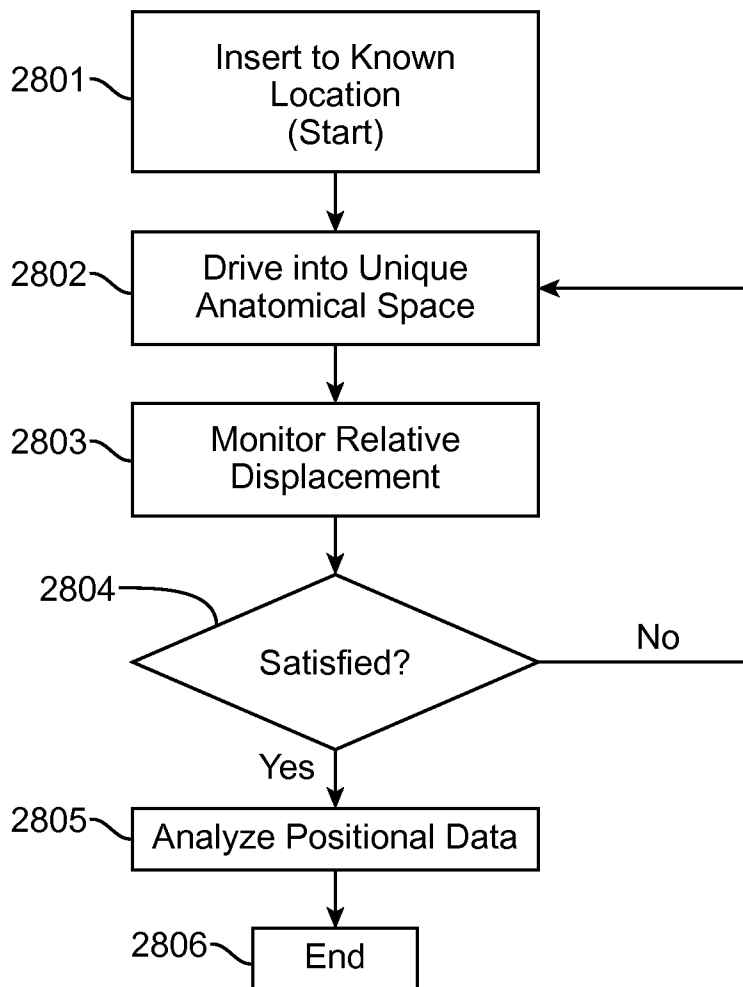 2801
Insert to Known
Location
(Start)
2802
Drive into Unique
Anatomical Space
2803
Monitor Relative
Displacement
2804
Satisfied?
No
Yes
2805
Analyze Positional Data
2806
End